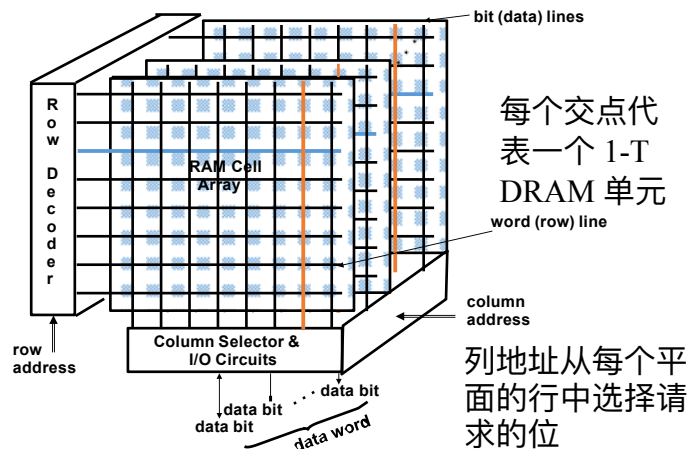 bit (data) lines
Row Decoder
每个交点代
表一个 1-T
DRAM 单元
RAM Cell
Array
word (row) line
column
address
Column Selector &
I/O Circuits
row
address
列地址从每个平
面的行中选择请
求的位
data bit
data bit
data bit
data word